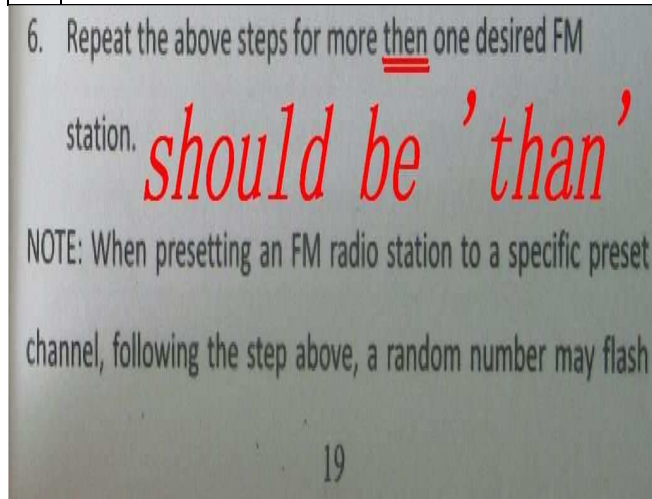 6. Repeat the above steps for more then one desired FM
station.
should be ’than’
NOTE: When presetting an FM radio station to a specific preset
channel, following the step above, a random number may flash
19